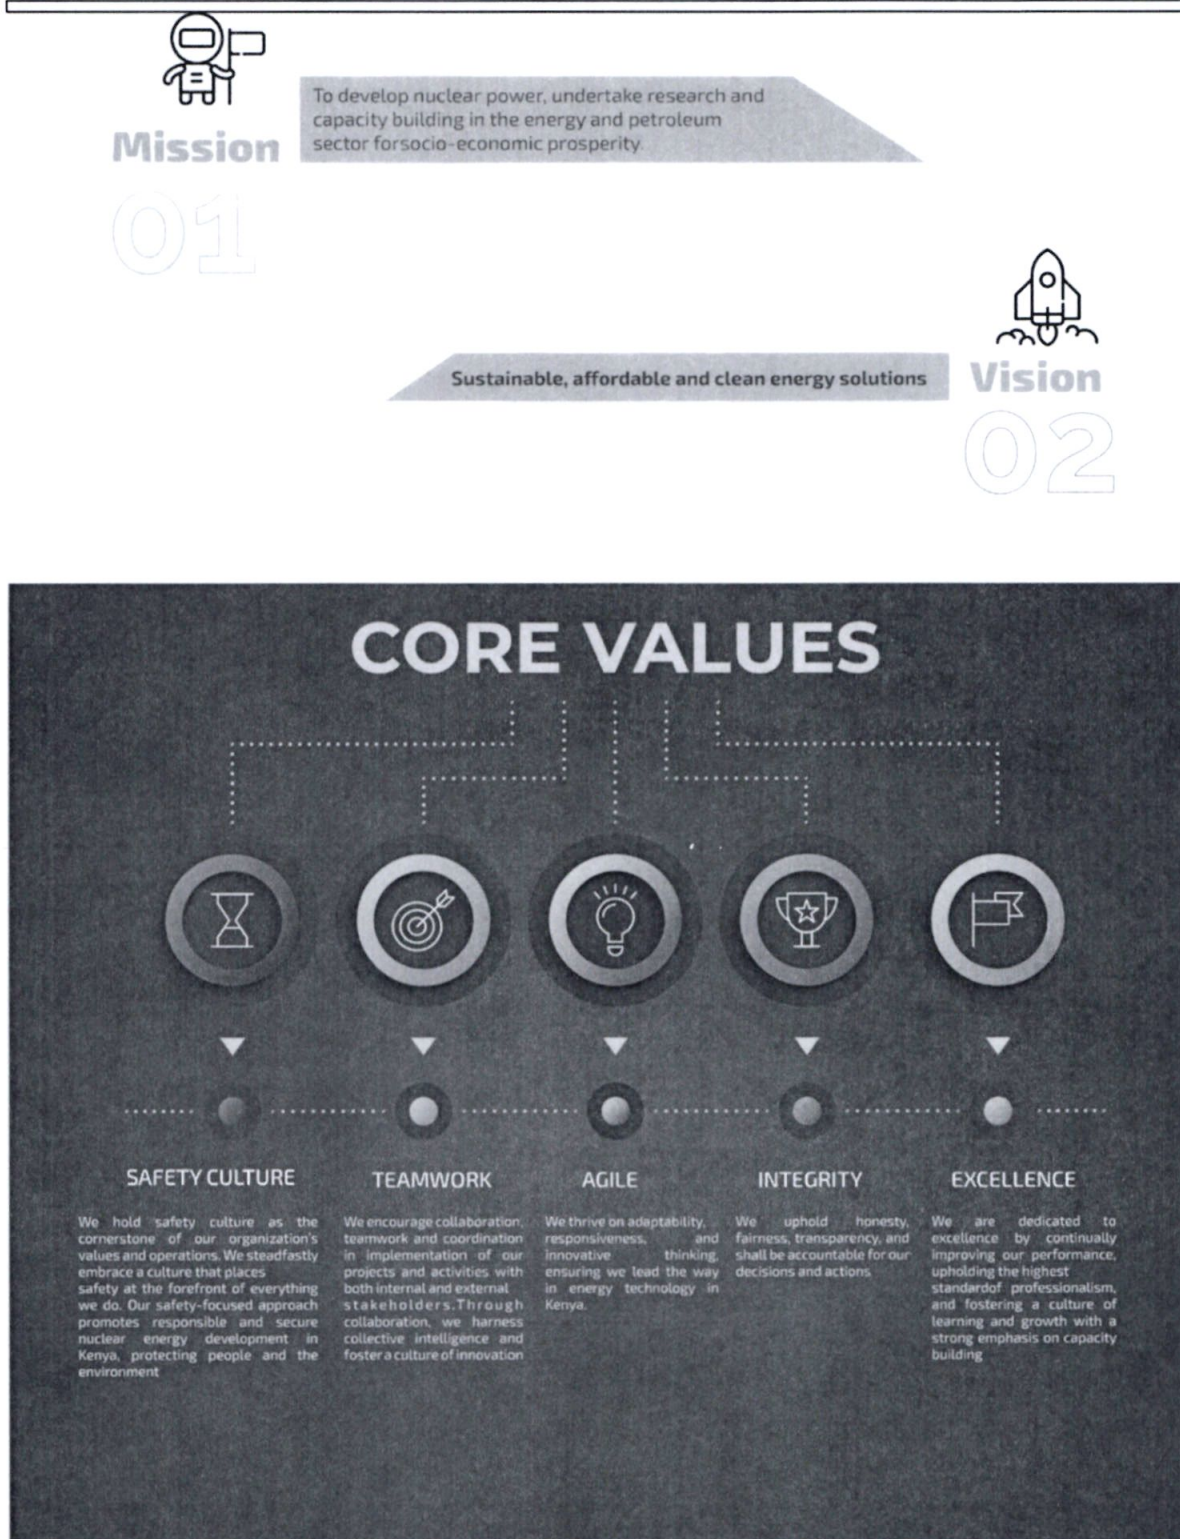 To develop nuclear power, undertake research and
capacity building in the energy and petroleum
sector forsocio-economic prosperity.
Mission
01
Sustainable, affordable and clean energy solutions
Vision
02
CORE VALUES
SAFETY CULTURE
We hold safety culture as the
cornerstone of our organization's
values and operations. We steadfastly
embrace a culture that places
safety at the forefront of everything
we do. Our safety-focused approach
promotes responsible and secure
nuclear energy development in
Kenya, protecting people and the
environment
TEAMWORK
We encourage collaboration,
teamwork and coordination
in implementation of our
projects and activities with
both internal and external
stakeholders.Through
collaboration, we harness
collective intelligence and
foster a culture of innovation
AGILE
We thrive on adaptability,
responsiveness, and
innovative thinking,
ensuring we lead the way
in energy technology in
Kenya.
INTEGRITY
We uphold honesty,
fairness, transparency, and
shall be accountable for our
decisions and actions
EXCELLENCE
We are dedicated to
excellence by continually
improving our performance,
upholding the highest
standardof professionalism,
and fostering a culture of
learning and growth with a
strong emphasis on capacity
building